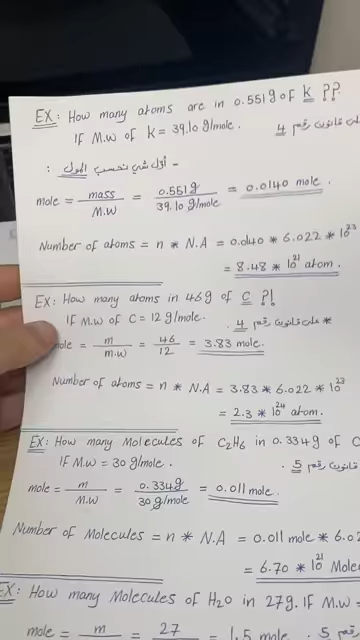 EX: How many atoms are in 0.551g of k ??
IF M.W of k = 39.10 g/mole.
على قانون رقم 4
- أول شي نحسب المول :
mole = mass / M.W = 0.551g / 39.10 g/mole = 0.0140 mole.
Number of atoms = n * N.A = 0.0140 * 6.022 * 10^23
= 8.48 * 10^21 atom.
EX: How many atoms in 46g of C ?!
IF M.W of C = 12 g/mole.
* على قانون رقم 4
ole = m / m.w = 46 / 12 = 3.83 mole.
Number of atoms = n * N.A = 3.83 * 6.022 * 10^23
= 2.3 * 10^24 atom.
EX: How many Molecules of C2H6 in 0.334g of C
IF M.W = 30 g/mole.
قانون رقم 5
mole = m / M.W = 0.334g / 30 g/mole = 0.011 mole.
Number of Molecules = n * N.A = 0.011 mole * 6.0
= 6.70 * 10^21 Mole
EX: How many Molecules of H2O in 27g. IF M.W =
mole = m = 27 = 1.5 mole. رقم 5